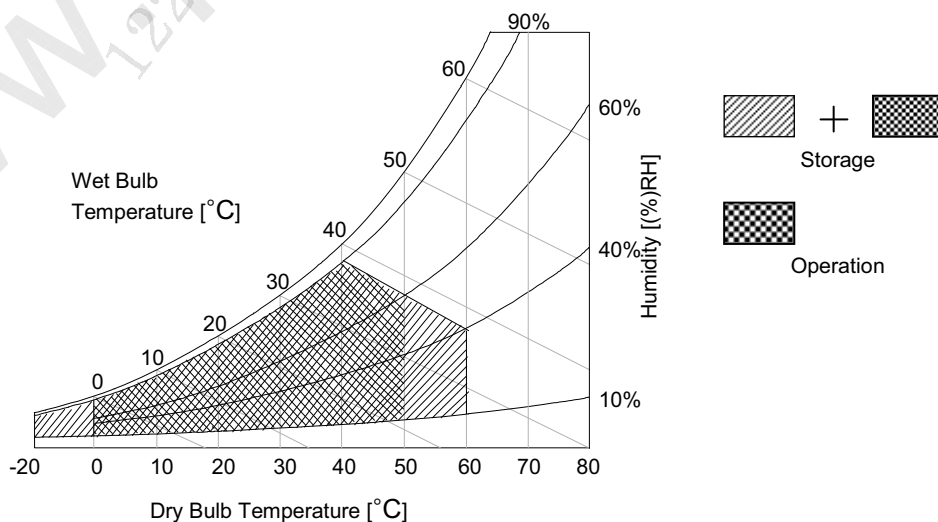 90%
60
60%
50
Wet Bulb
Temperature [°C]
Humidity [(%)RH]
40
40%
30
20
10
0
10%
-20 0 10 20 30 40 50 60 70 80
Dry Bulb Temperature [°C]
+
Storage
Operation